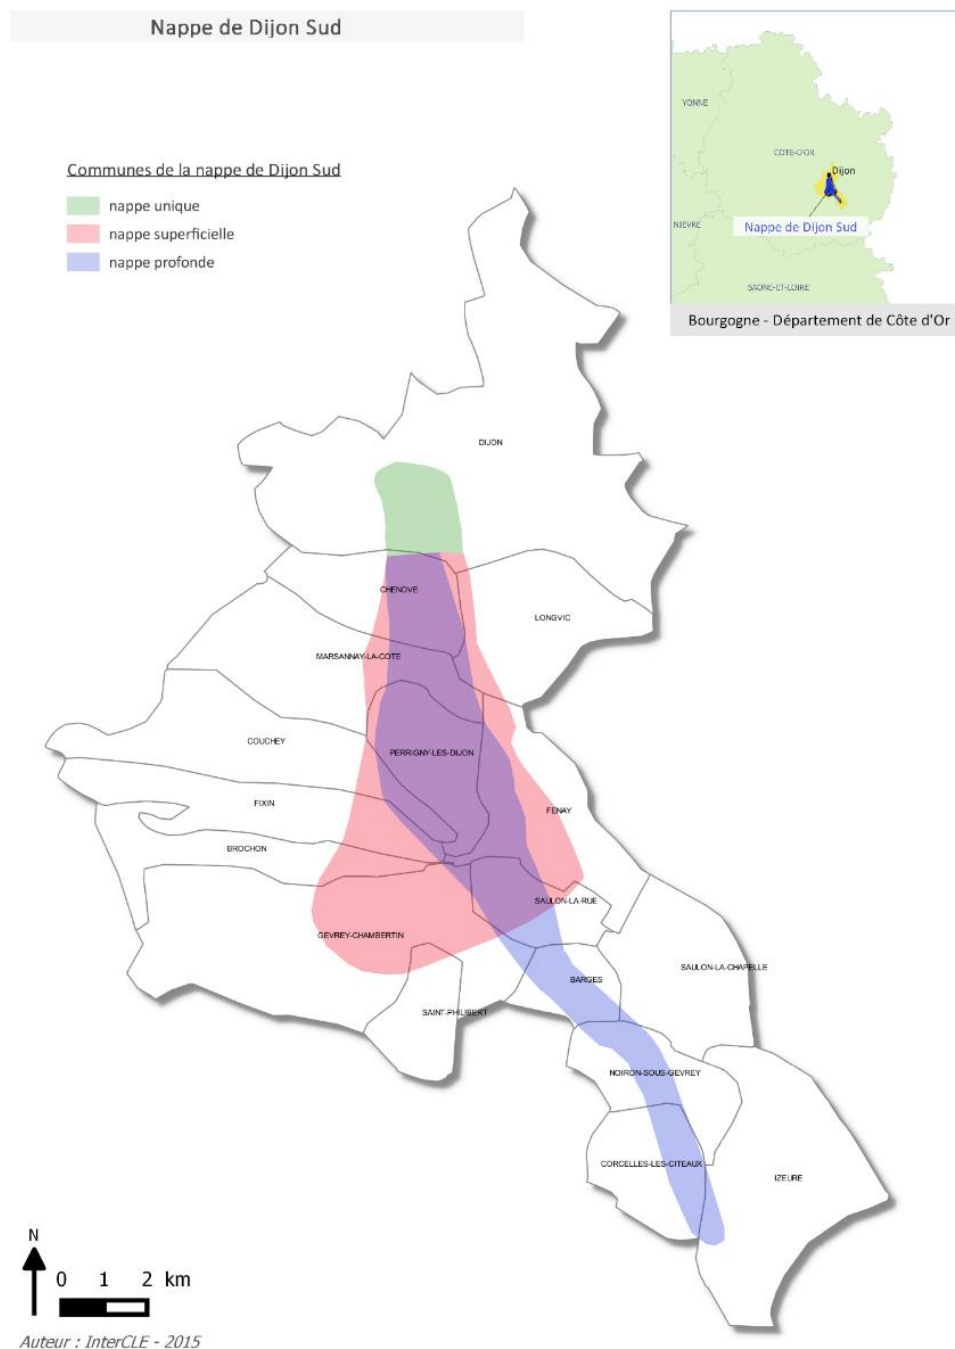 Nappe de Dijon Sud
YONNE
COTE-D'OR
Dijon
NIEVRE
Nappe de Dijon Sud
SAONE-ET-LOIRE
Bourgogne - Département de Côte d'Or
Communes de la nappe de Dijon Sud
nappe unique
nappe superficielle
nappe profonde
DIJON
CHENOVE
LONGVIC
MARSANNAY-LA-COTE
COUCHEY
PERRIGNY-LES-DIJON
FIXIN
FENAY
BROCHON
SAULON-LA-RUE
GEVREY-CHAMBERTIN
SAULON-LA-CHAPELLE
BARGES
SAINT-PHILIBERT
NOIRON-SOUS-GEVREY
CORCELLES-LES-CITEAUX
IZEURE
N
0 1 2 km
Auteur : InterCLE - 2015